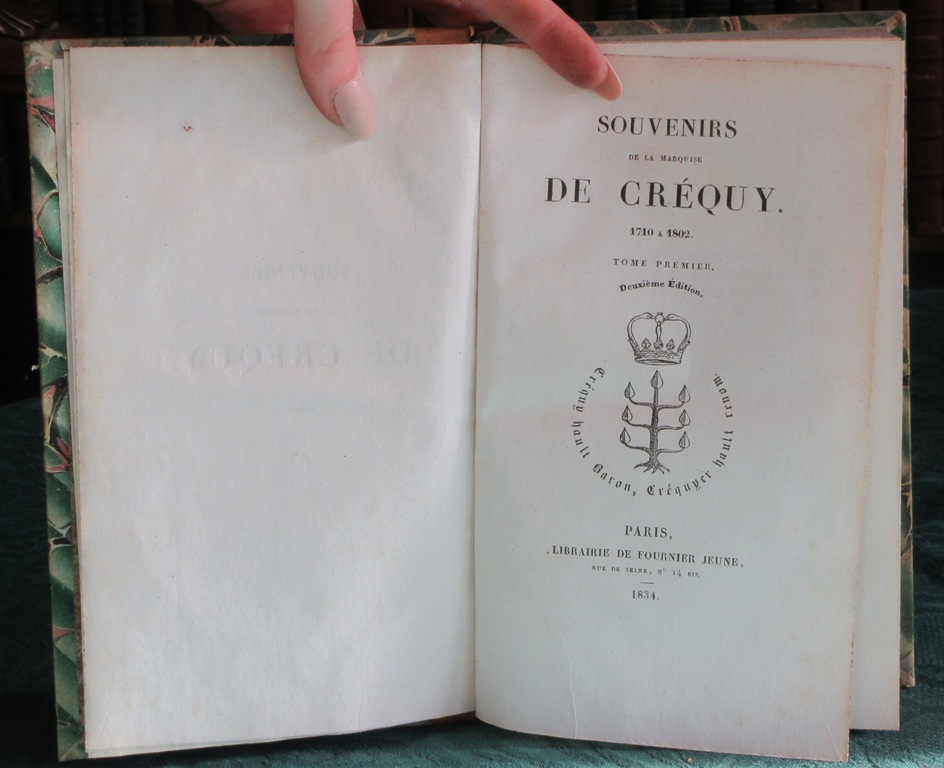 SOUVENIRS
DE LA MARQUISE
DE CRÉQUY.
1710 A 1802.
TOME PREMIER.
Deuxième Édition.
Créquy hault Baron, Créquyer hault renom.
PARIS,
LIBRAIRIE DE FOURNIER JEUNE,
RUE DE SEINE, Nº 14 BIS.
1834.